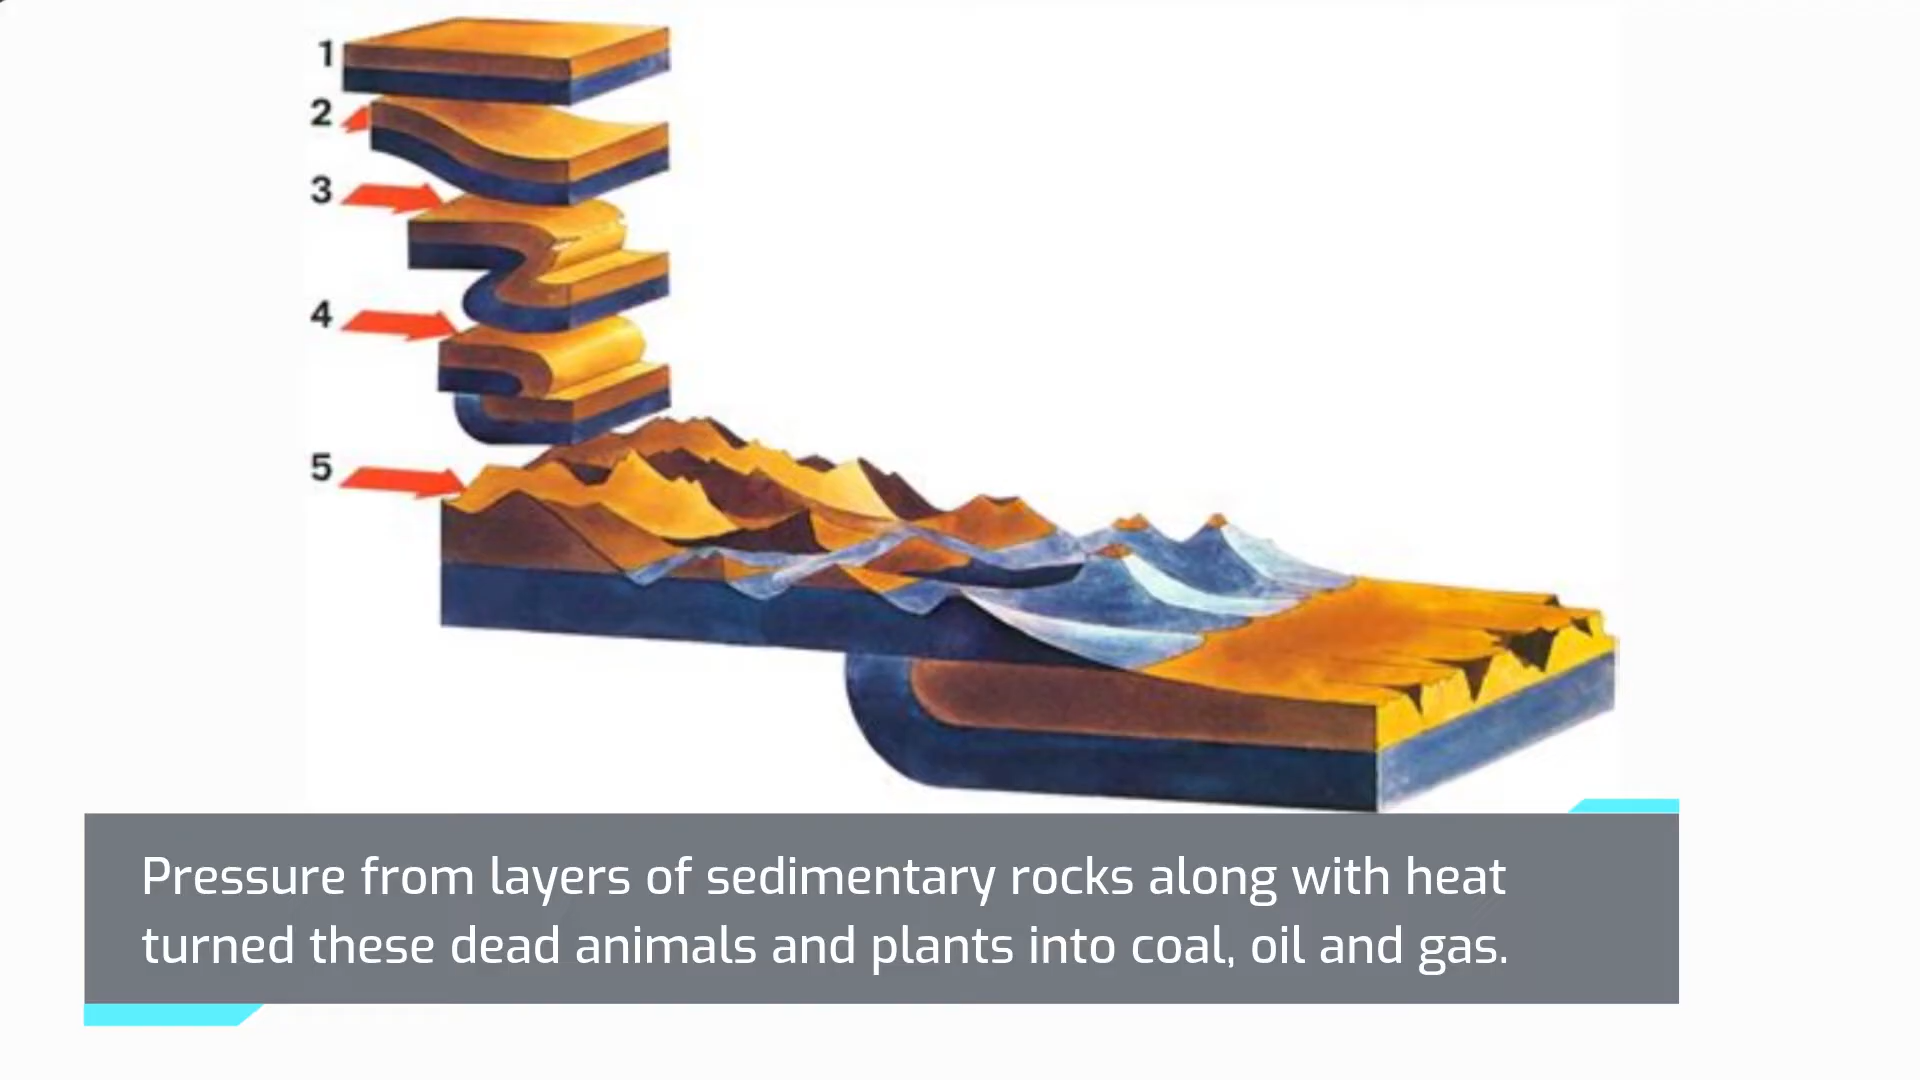 1
2
3
4
5
Pressure from layers of sedimentary rocks along with heat
turned these dead animals and plants into coal, oil and gas.